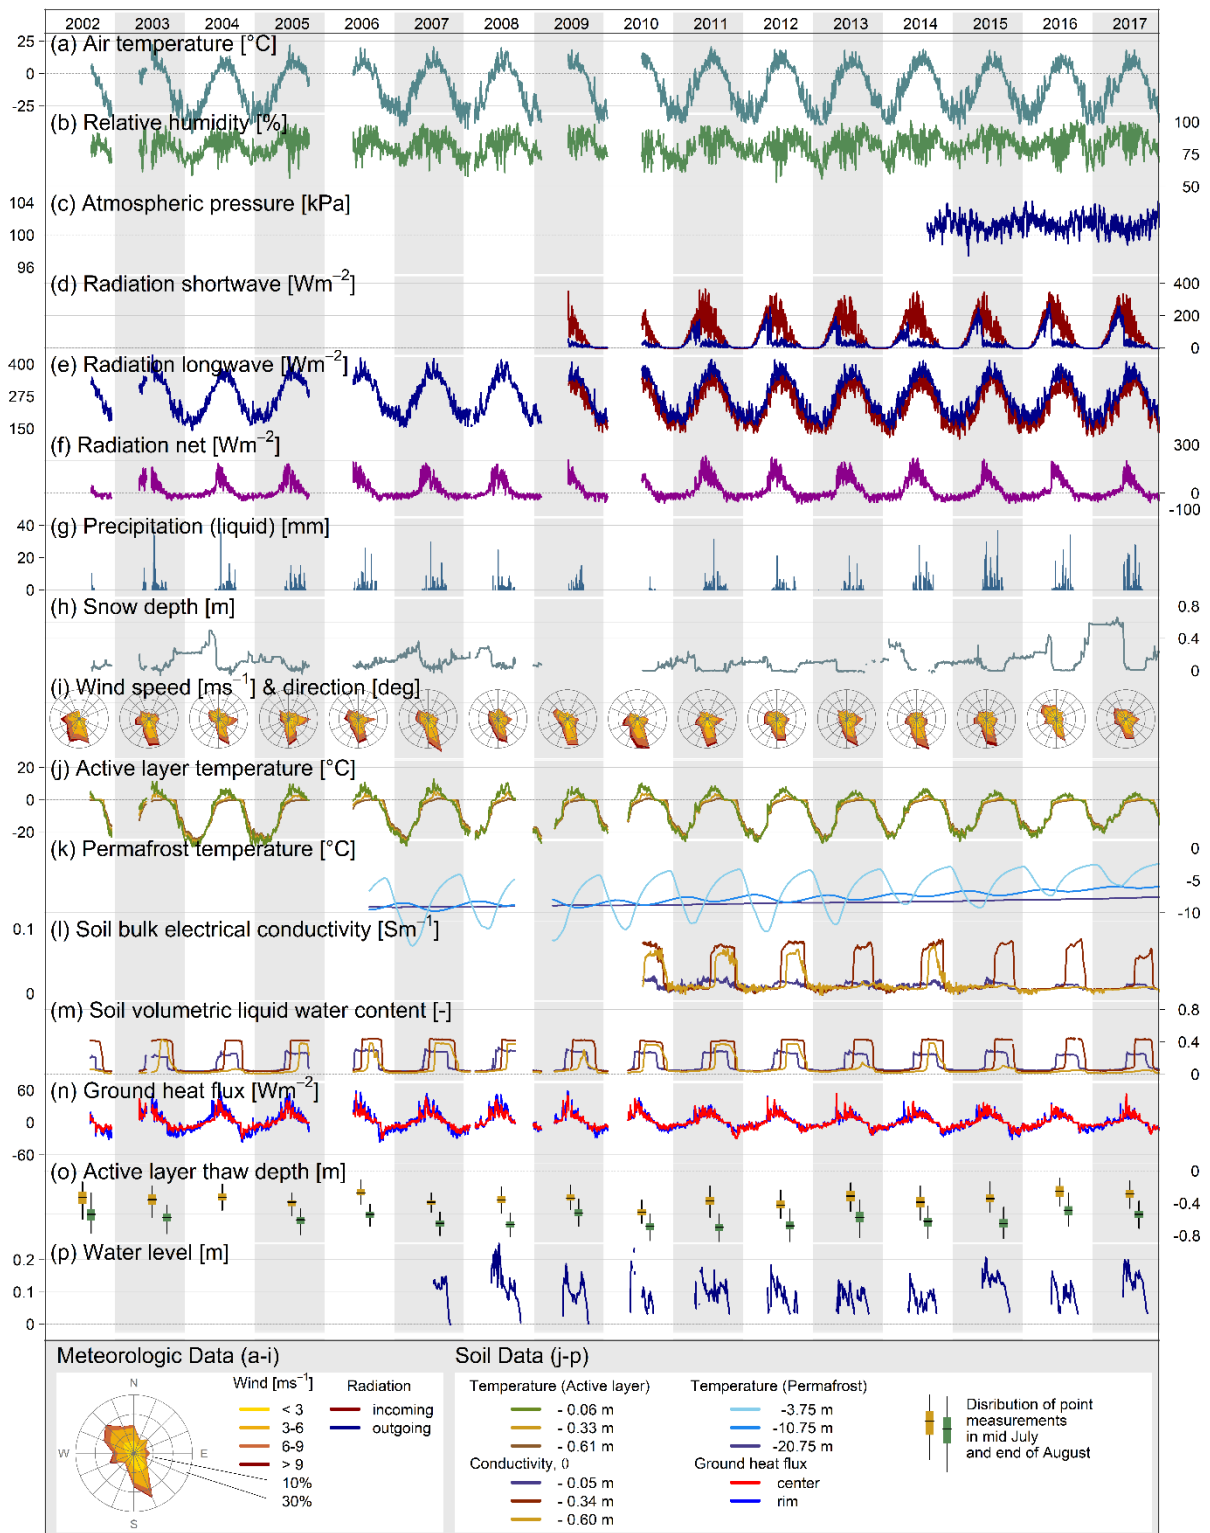 2002 2003 2004 2005 2006 2007 2008 2009 2010 2011 2012 2013 2014 2015 2016 2017
(a) Air temperature [°C]
25
0
-25
(b) Relative humidity [%]
100
75
50
(c) Atmospheric pressure [kPa]
104
100
96
(d) Radiation shortwave [Wm−2]
400
200
0
(e) Radiation longwave [Wm−2]
400
275
150
(f) Radiation net [Wm−2]
300
0
-100
(g) Precipitation (liquid) [mm]
40
20
0
(h) Snow depth [m]
0.8
0.4
0
(i) Wind speed [ms−1] & direction [deg]
(j) Active layer temperature [°C]
20
0
-20
(k) Permafrost temperature [°C]
0
-5
-10
(l) Soil bulk electrical conductivity [Sm−1]
0.1
0
(m) Soil volumetric liquid water content [-]
0.8
0.4
0
(n) Ground heat flux [Wm−2]
60
0
-60
(o) Active layer thaw depth [m]
0
-0.4
-0.8
(p) Water level [m]
0.2
0.1
0
Meteorologic Data (a-i)
N
W E
S
10%
30%
Wind [ms−1]
< 3
3-6
6-9
> 9
Radiation
incoming
outgoing
Soil Data (j-p)
Temperature (Active layer)
- 0.06 m
- 0.33 m
- 0.61 m
Conductivity, 0
- 0.05 m
- 0.34 m
- 0.60 m
Temperature (Permafrost)
-3.75 m
-10.75 m
-20.75 m
Ground heat flux
center
rim
Disribution of point
measurements
in mid July
and end of August